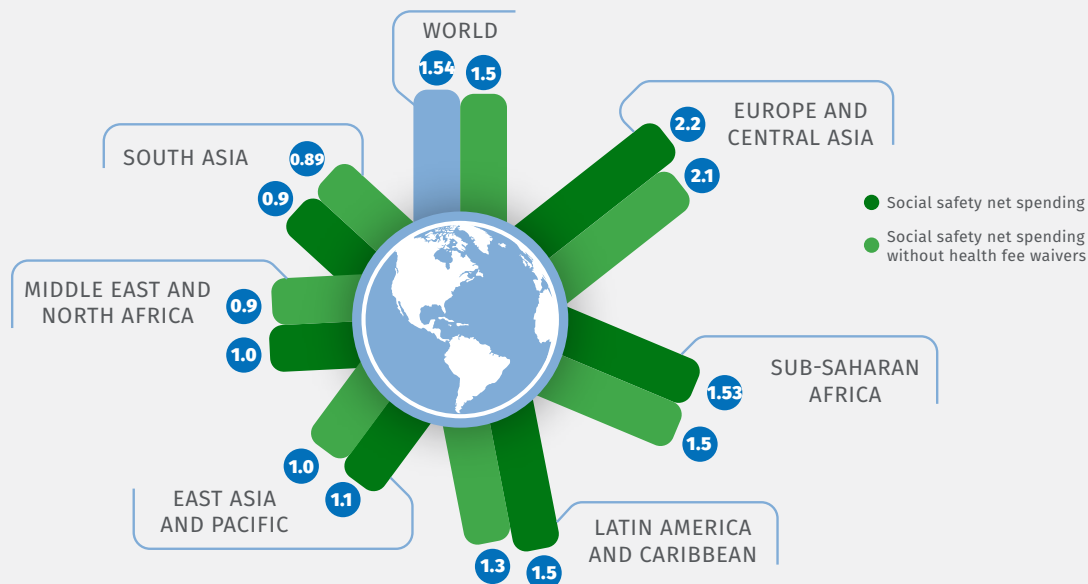 WORLD
1.54
1.5
EUROPE AND
CENTRAL ASIA
2.2
2.1
Social safety net spending
Social safety net spending
without health fee waivers
SUB-SAHARAN
AFRICA
1.53
1.5
LATIN AMERICA
AND CARIBBEAN
1.5
1.3
EAST ASIA
AND PACIFIC
1.1
1.0
MIDDLE EAST AND
NORTH AFRICA
0.9
1.0
SOUTH ASIA
0.89
0.9